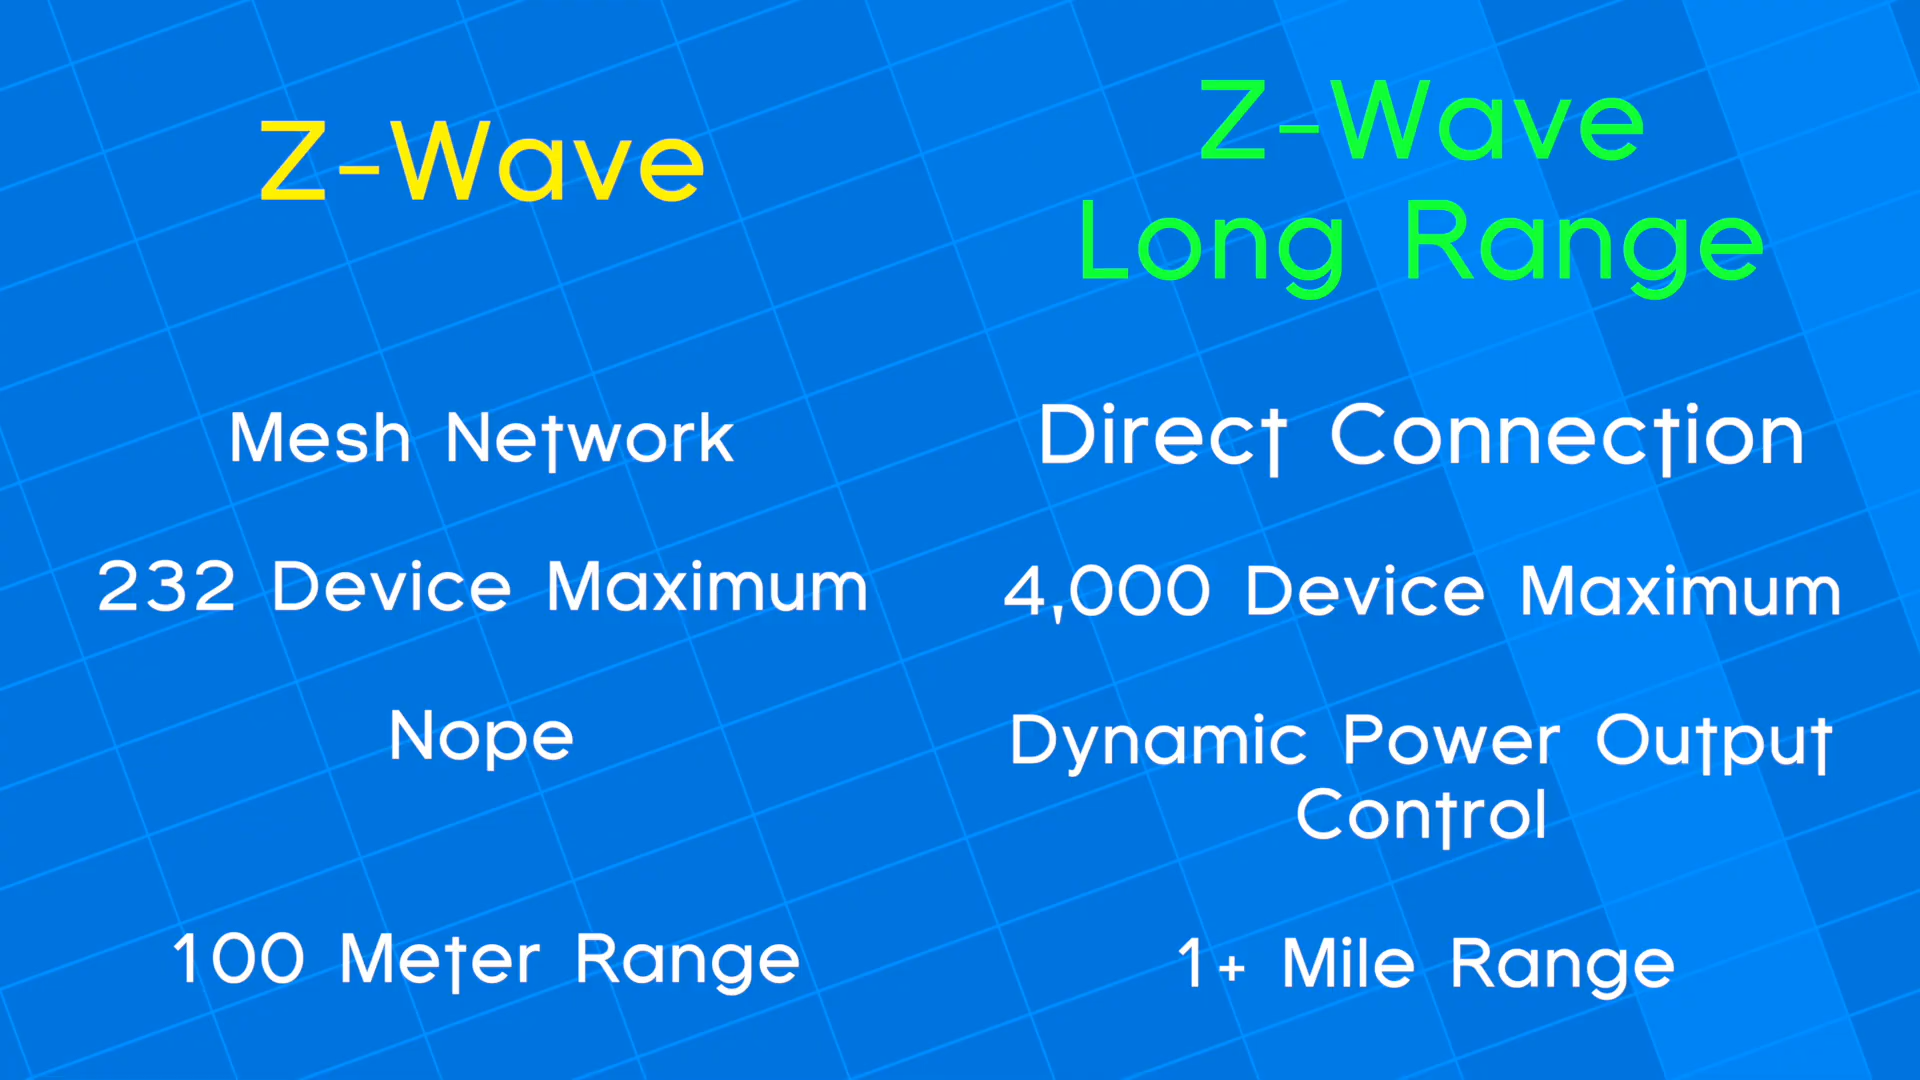 Z-Wave
Mesh Network
232 Device Maximum
Nope
100 Meter Range
Z-Wave
Long Range
Direct Connection
4,000 Device Maximum
Dynamic Power Output
Control
1+ Mile Range